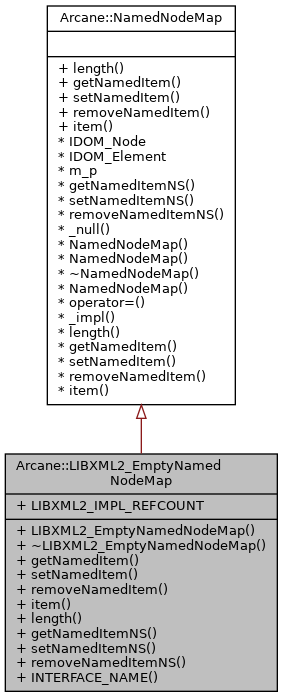 Arcane::NamedNodeMap
+ length()
+ getNamedItem()
+ setNamedItem()
+ removeNamedItem()
+ item()
* IDOM_Node
* IDOM_Element
* m_p
* getNamedItemNS()
* setNamedItemNS()
* removeNamedItemNS()
* _null()
* NamedNodeMap()
* NamedNodeMap()
* ~NamedNodeMap()
* NamedNodeMap()
* operator=()
* _impl()
* length()
* getNamedItem()
* setNamedItem()
* removeNamedItem()
* item()
Arcane::LIBXML2_EmptyNamed
NodeMap
+ LIBXML2_IMPL_REFCOUNT
+ LIBXML2_EmptyNamedNodeMap()
+ ~LIBXML2_EmptyNamedNodeMap()
+ getNamedItem()
+ setNamedItem()
+ removeNamedItem()
+ item()
+ length()
+ getNamedItemNS()
+ setNamedItemNS()
+ removeNamedItemNS()
+ INTERFACE_NAME()